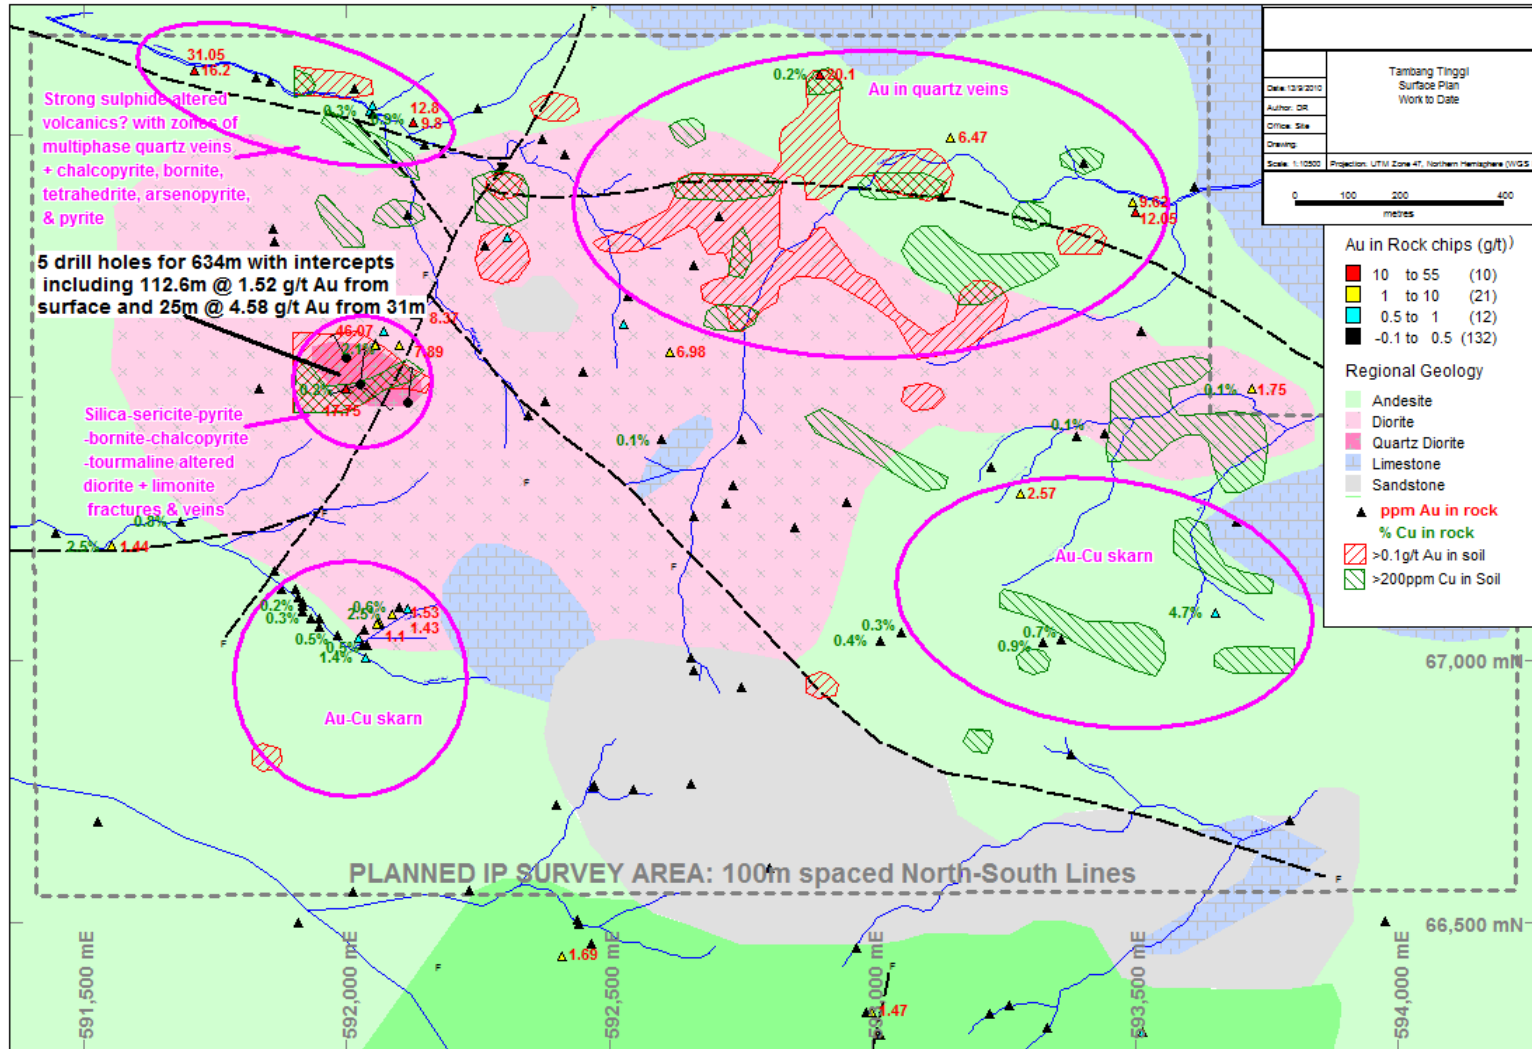 Tambang Tinggi
Surface Plan
Work to Date
Date: 13/9/2010
Author: DR
Office: Site
Drawing:
Scale: 1:10500
Projection: UTM Zone 47, Northern Hemisphere (WGS
0 100 200 400
metres
Au in Rock chips (g/t))
10 to 55 (10)
1 to 10 (21)
0.5 to 1 (12)
-0.1 to 0.5 (132)
Regional Geology
Andesite
Diorite
Quartz Diorite
Limestone
Sandstone
ppm Au in rock
% Cu in rock
>0.1g/t Au in soil
>200ppm Cu in Soil
F
31.05
16.2
Strong sulphide altered
volcanics? with zones of
multiphase quartz veins
+ chalcopyrite, bornite,
tetrahedrite, arsenopyrite,
& pyrite
0.3%
12.8
9.8
0.2%
20.1
Au in quartz veins
6.47
9.62
12.05
5 drill holes for 634m with intercepts
including 112.6m @ 1.52 g/t Au from
surface and 25m @ 4.58 g/t Au from 31m
F
8.37
46.07
2.1%
7.89
0.2%
17.75
6.98
Silica-sericite-pyrite
-bornite-chalcopyrite
-tourmaline altered
diorite + limonite
fractures & veins
0.1%
0.1%
1.75
0.1%
F
F
2.57
0.8%
2.5%
1.44
Au-Cu skarn
F
0.2%
0.3%
0.6%
2.5%
1.53
1.43
1.1
0.5%
0.5%
1.4%
F
4.7%
0.3%
0.4%
0.7%
0.9%
67,000 mN
Au-Cu skarn
PLANNED IP SURVEY AREA: 100m spaced North-South Lines
F
66,500 mN
1.69
F
F
1.47
591,500 mE
592,000 mE
592,500 mE
593,000 mE
593,500 mE
594,000 mE